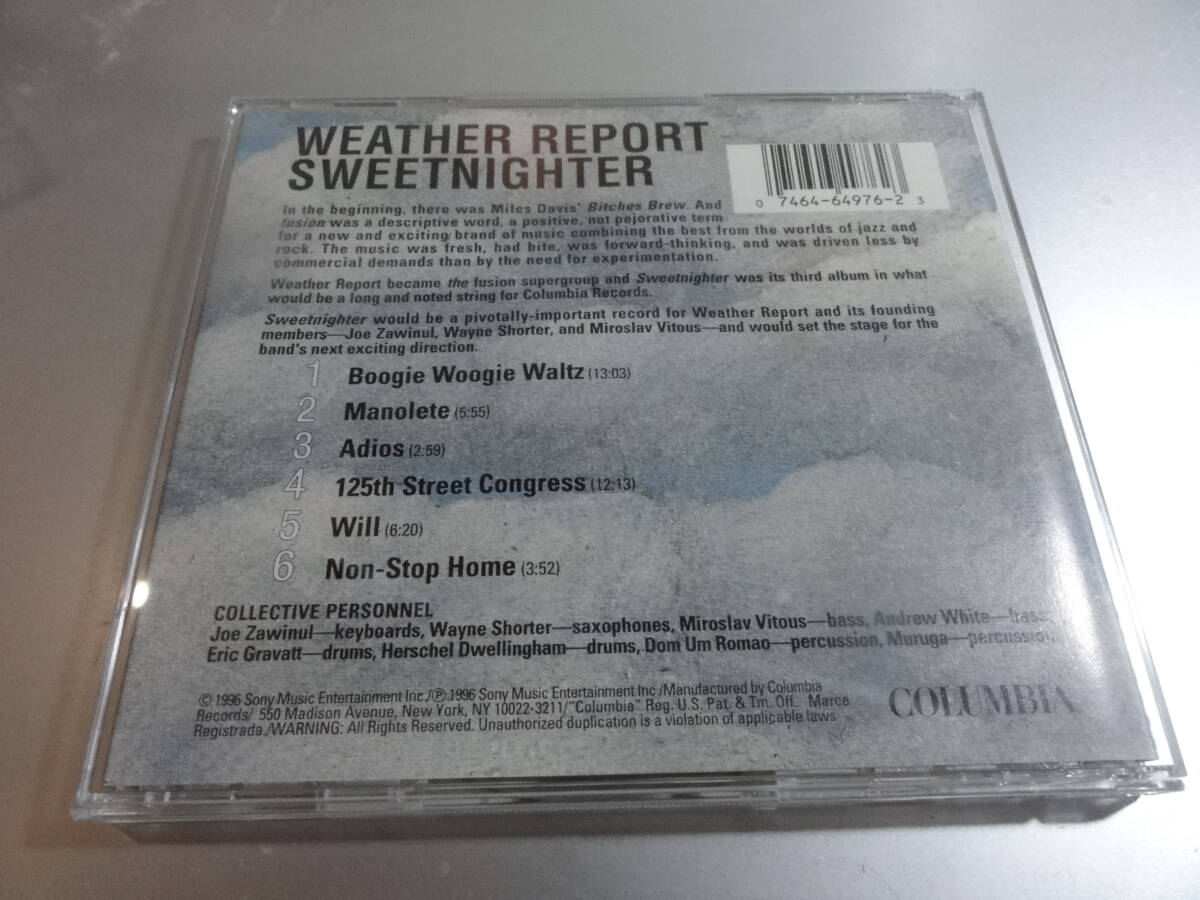 WEATHER REPORT
SWEETNIGHTER
0 7464-64976-2 3
In the beginning, there was Miles Davis' Bitches Brew. And
fusion was a descriptive word, a positive, not pejorative term
for a new and exciting brand of music combining the best from the worlds of jazz and
rock. The music was fresh, had bite, was forward-thinking, and was driven less by
commercial demands than by the need for experimentation.
Weather Report became the fusion supergroup and Sweetnighter was its third album in what
would be a long and noted string for Columbia Records.
Sweetnighter would be a pivotally-important record for Weather Report and its founding
members—Joe Zawinul, Wayne Shorter, and Miroslav Vitous—and would set the stage for the
band's next exciting direction.
1 Boogie Woogie Waltz (13:03)
2 Manolete (5:55)
3 Adios (2:59)
4 125th Street Congress (12:13)
5 Will (6:20)
6 Non-Stop Home (3:52)
COLLECTIVE PERSONNEL
Joe Zawinul—keyboards, Wayne Shorter—saxophones, Miroslav Vitous—bass, Andrew White—bass,
Eric Gravatt—drums, Herschel Dwellingham—drums, Dom Um Romao—percussion, Muruga—percussion
© 1996 Sony Music Entertainment Inc./℗ 1996 Sony Music Entertainment Inc./Manufactured by Columbia
Records/ 550 Madison Avenue, New York, NY 10022-3211/"Columbia" Reg. U.S. Pat. & Tm. Off. Marca
Registrada./WARNING: All Rights Reserved. Unauthorized duplication is a violation of applicable laws
COLUMBIA